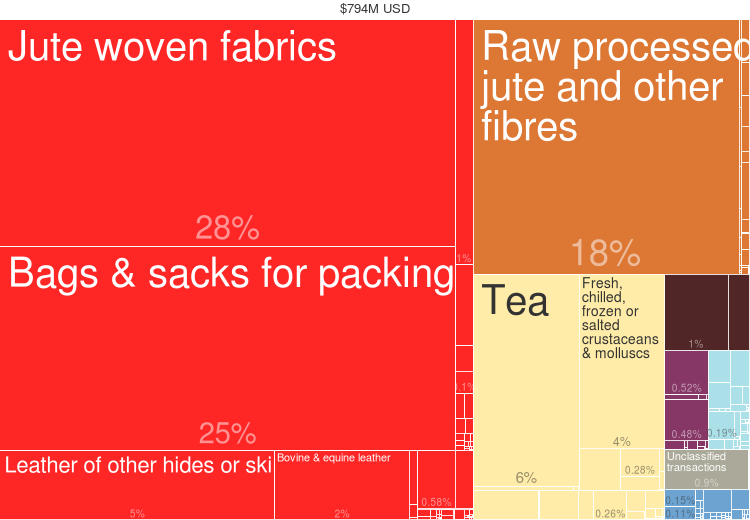 $794M USD
Jute woven fabrics
28%
Bags & sacks for packing
25%
Leather of other hides or ski
5%
Bovine & equine leather
2%
0.58%
1%
0.1%
Raw processed
jute and other
fibres
18%
Tea
6%
Fresh,
chilled,
frozen or
salted
crustaceans
& molluscs
4%
0.28%
0.26%
1%
0.52%
0.48%
0.19%
Unclassified
transactions
0.9%
0.15%
0.11%